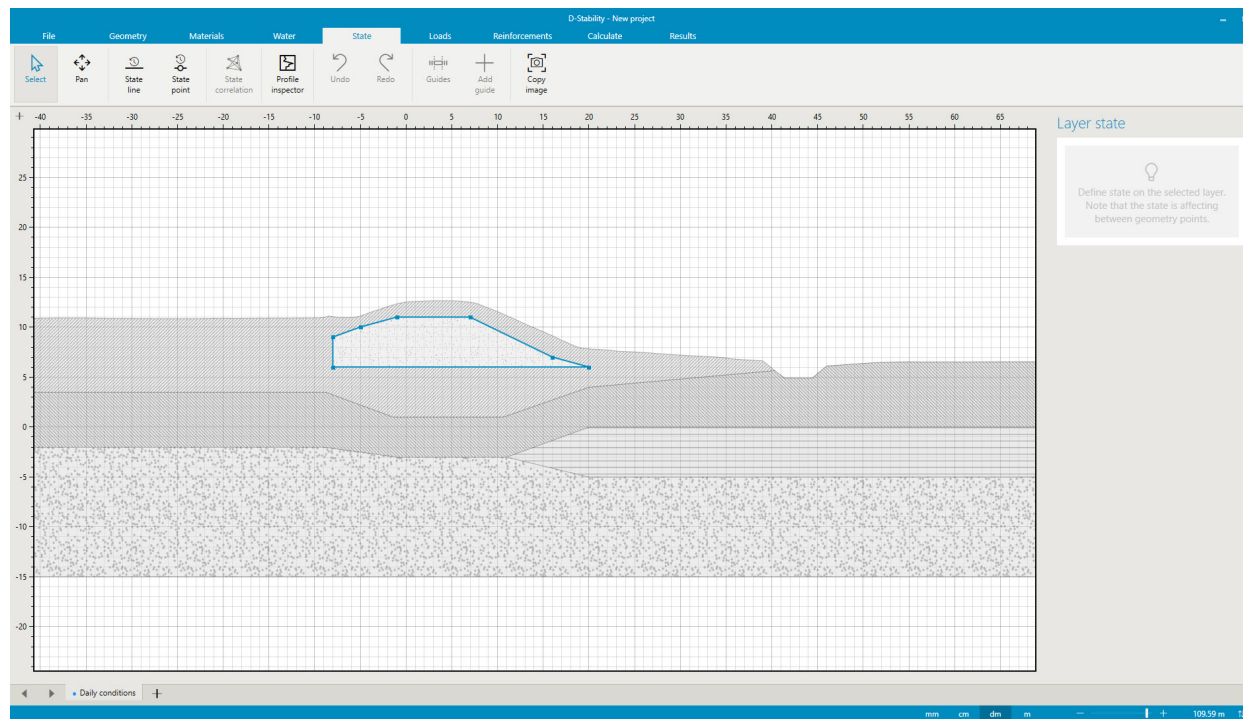 D-Stability - New project
File Geometry Materials Water State Loads Reinforcements Calculate Results
Select Pan State line State point State correlation Profile inspector Undo Redo Guides Add guide Copy image
-40 -35 -30 -25 -20 -15 -10 -5 0 5 10 15 20 25 30 35 40 45 50 55 60 65
Layer state
Define state on the selected layer.
Note that the state is affecting
between geometry points.
25
20
15
10
5
0
-5
-10
-15
-20
Daily conditions
mm cm dm m 109.59 m